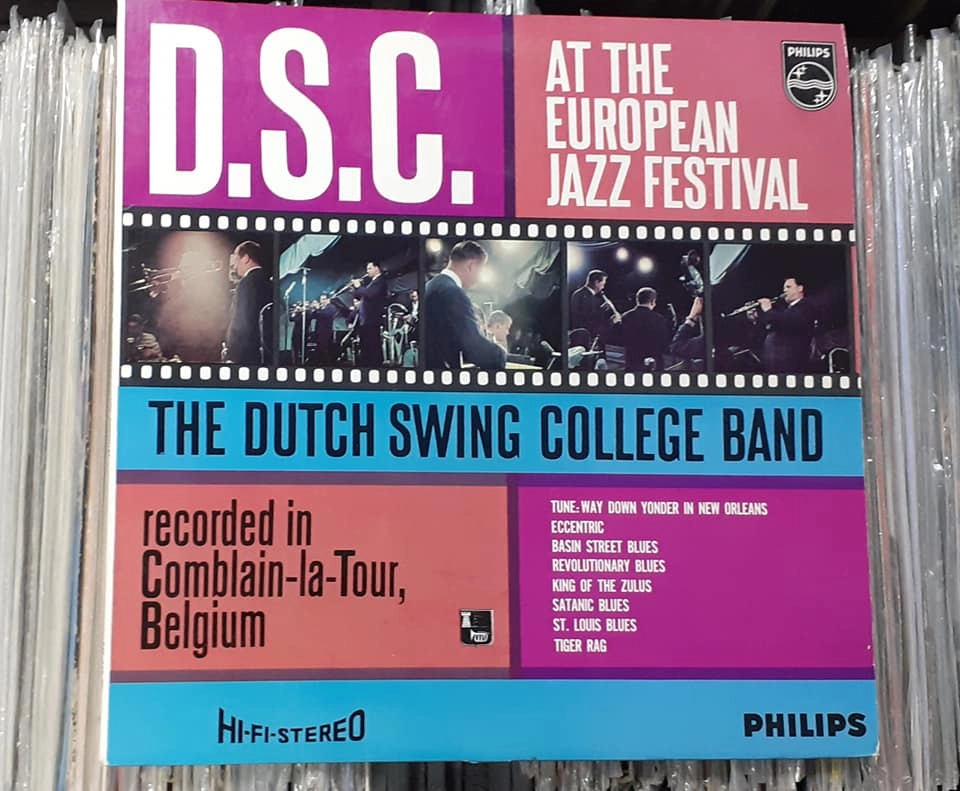 D.S.C.
AT THE
EUROPEAN
JAZZ FESTIVAL
PHILIPS
THE DUTCH SWING COLLEGE BAND
recorded in
Comblain-la-Tour,
Belgium
TUNE: WAY DOWN YONDER IN NEW ORLEANS
ECCENTRIC
BASIN STREET BLUES
REVOLUTIONARY BLUES
KING OF THE ZULUS
SATANIC BLUES
ST. LOUIS BLUES
TIGER RAG
HI-FI-STEREO
PHILIPS